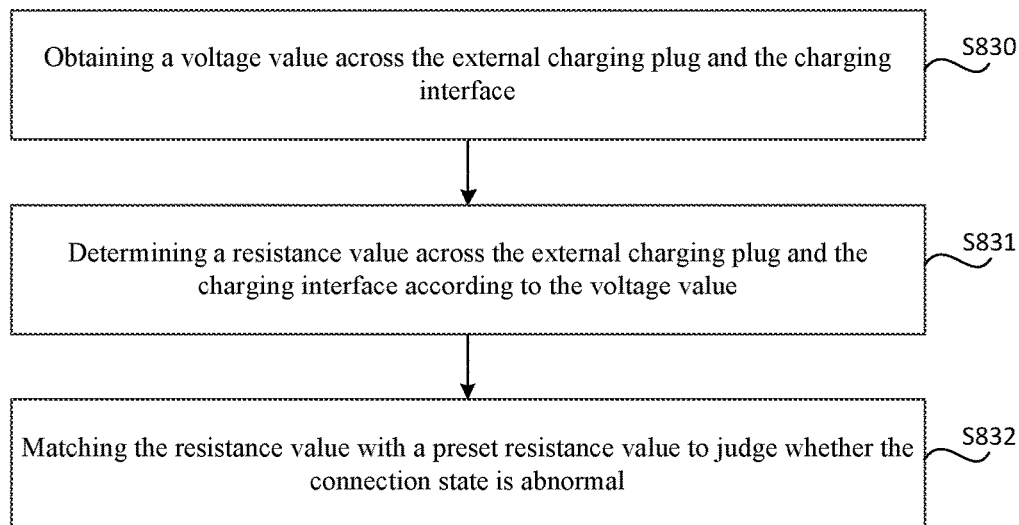 Obtaining a voltage value across the external charging plug and the charging
interface
S830
Determining a resistance value across the external charging plug and the
charging interface according to the voltage value
S831
Matching the resistance value with a preset resistance value to judge whether the
connection state is abnormal
S832